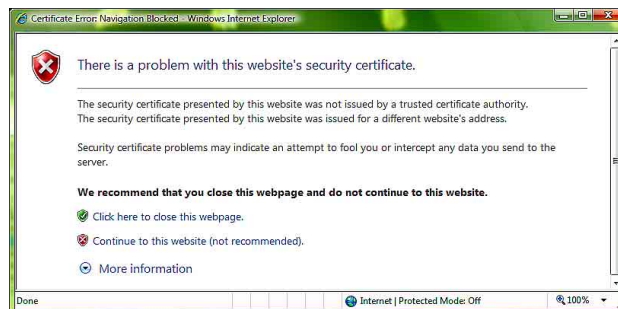 Certificate Error: Navigation Blocked - Windows Internet Explorer
There is a problem with this website's security certificate.
The security certificate presented by this website was not issued by a trusted certificate authority.
The security certificate presented by this website was issued for a different website's address.
Security certificate problems may indicate an attempt to fool you or intercept any data you send to the
server.
We recommend that you close this webpage and do not continue to this website.
Click here to close this webpage.
Continue to this website (not recommended).
More information
Done Internet | Protected Mode: Off 100%